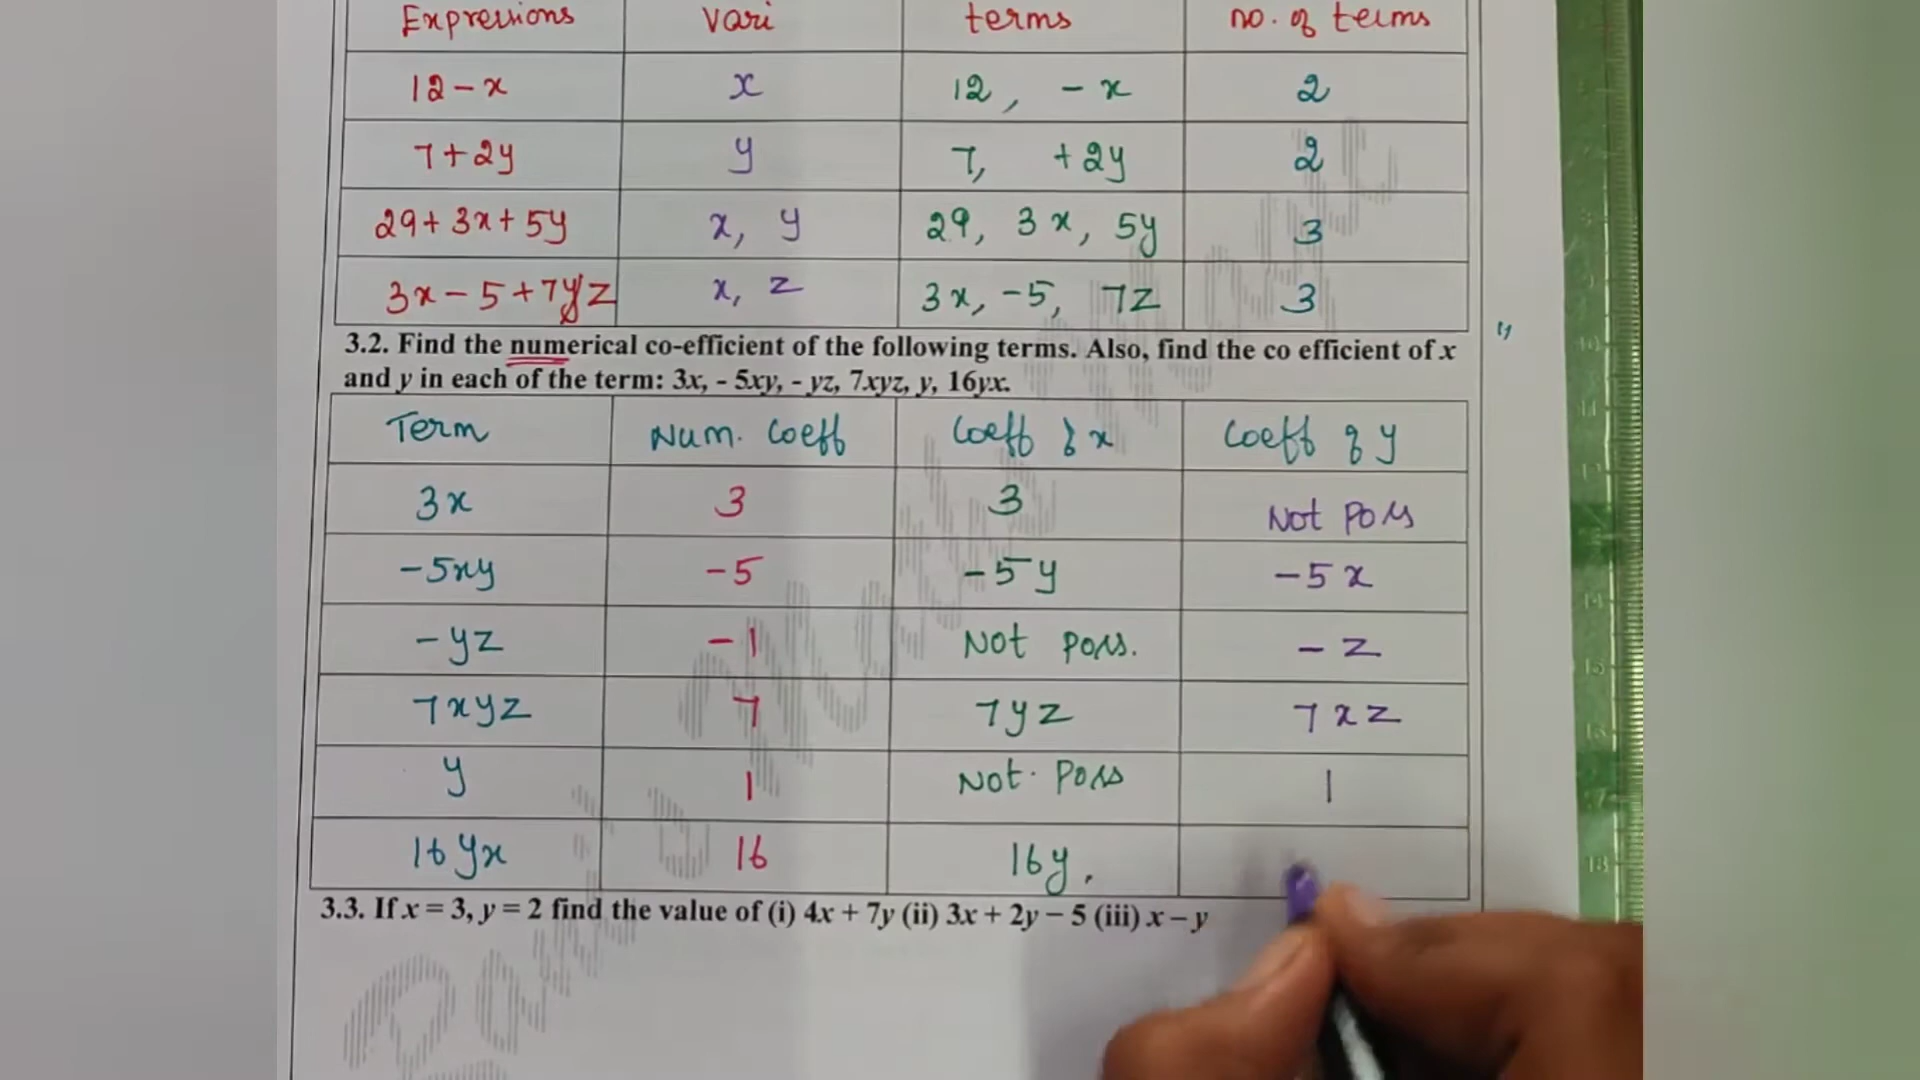 Expressions vari terms no. of terms
12-x x 12, -x 2
7+2y y 7, +2y 2
29+3x+5y x, y 29, 3x, 5y 3
3x-5+7yz x, z 3x, -5, 7z 3
3.2. Find the numerical co-efficient of the following terms. Also, find the co efficient of x
and y in each of the term: 3x, - 5xy, - yz, 7xyz, y, 16yx.
Term Num. Coeff Coeff of x Coeff of y
3x 3 3 Not Poss
-5xy -5 -5y -5x
-yz -1 Not poss. -z
7xyz 7 7yz 7xz
y 1 Not. Poss 1
16yx 16 16y.
3.3. If x = 3, y = 2 find the value of (i) 4x + 7y (ii) 3x + 2y – 5 (iii) x – y